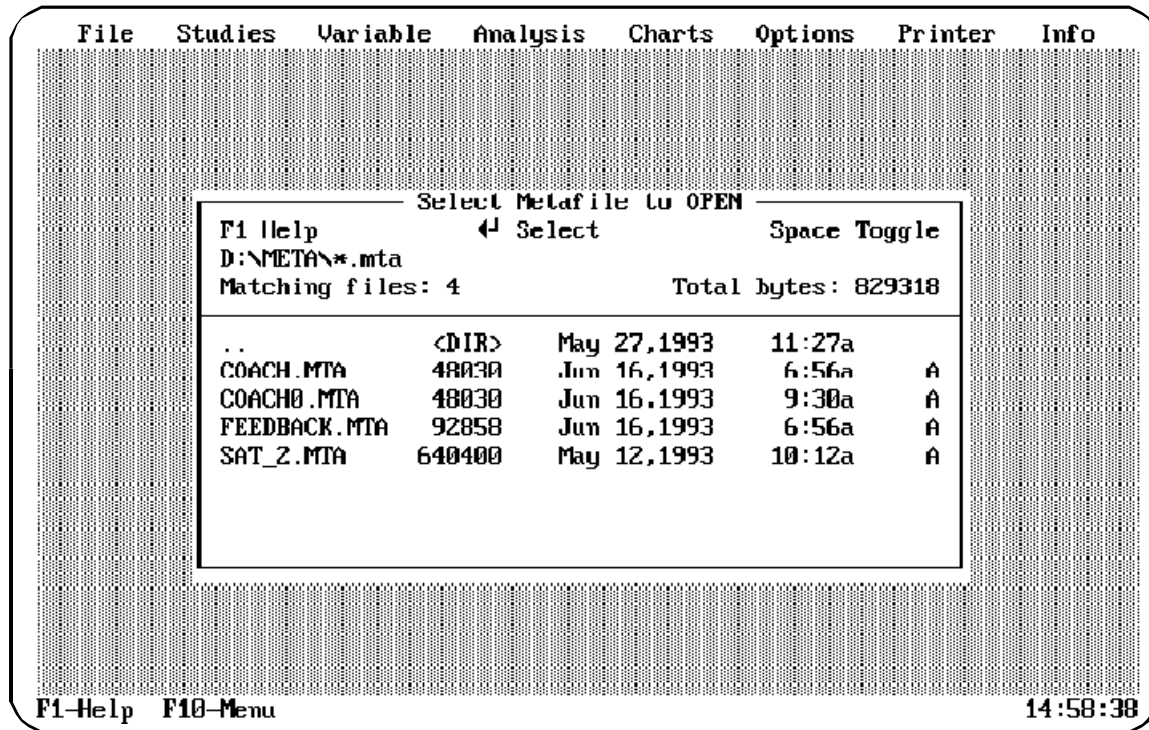 File Studies Variable Analysis Charts Options Printer Info
Select Metafile to OPEN
F1 Help ↵ Select Space Toggle
D:\META\*.mta
Matching files: 4 Total bytes: 829318
.. <DIR> May 27,1993 11:27a
COACH.MTA 48030 Jun 16,1993 6:56a A
COACH0.MTA 48030 Jun 16,1993 9:30a A
FEEDBACK.MTA 92858 Jun 16,1993 6:56a A
SAT_2.MTA 640400 May 12,1993 10:12a A
F1-Help F10-Menu 14:58:38